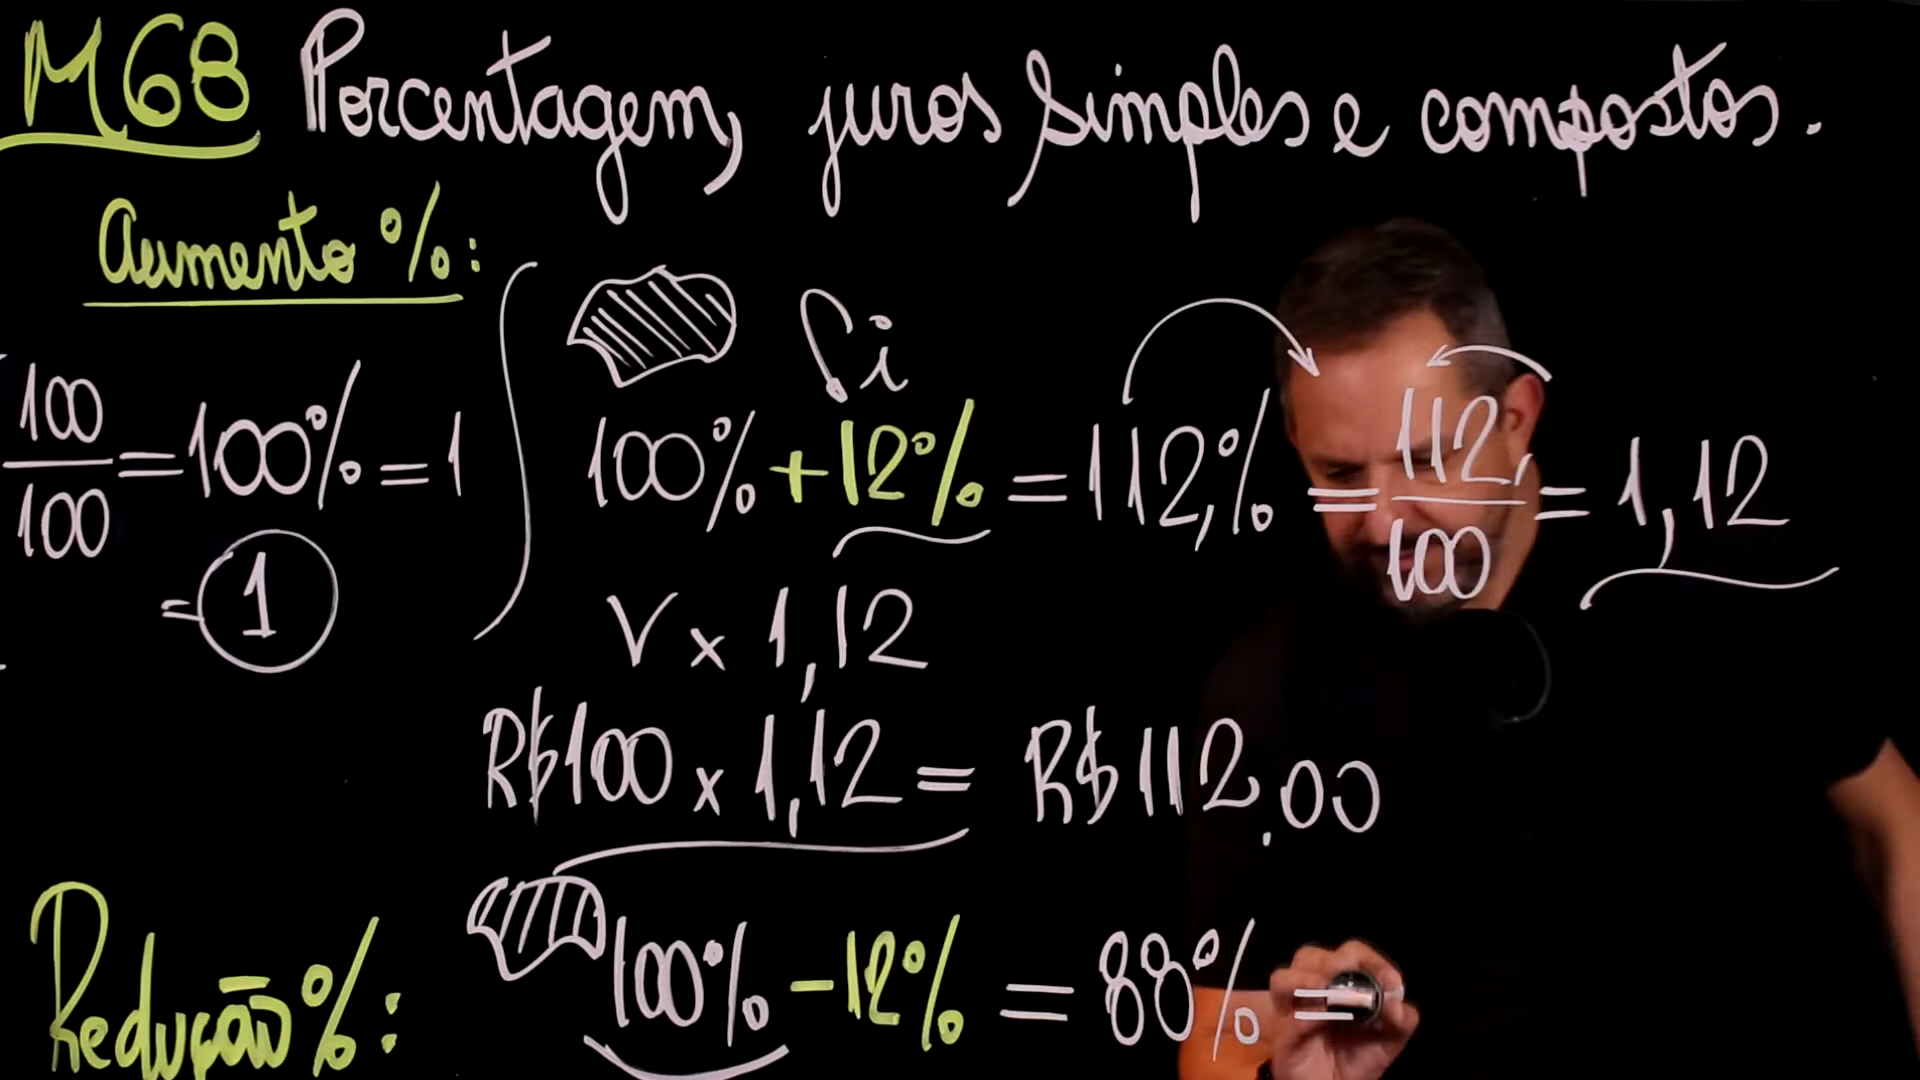 M68 Porcentagem, juros simples e compostos.
Aumento %:
100/100 = 100% = 1
= 1
i
100% + 12% = 112,% = 112,/100 = 1,12
V x 1,12
R$100 x 1,12 = R$112,00
Redução %: 100% - 12% = 88% =